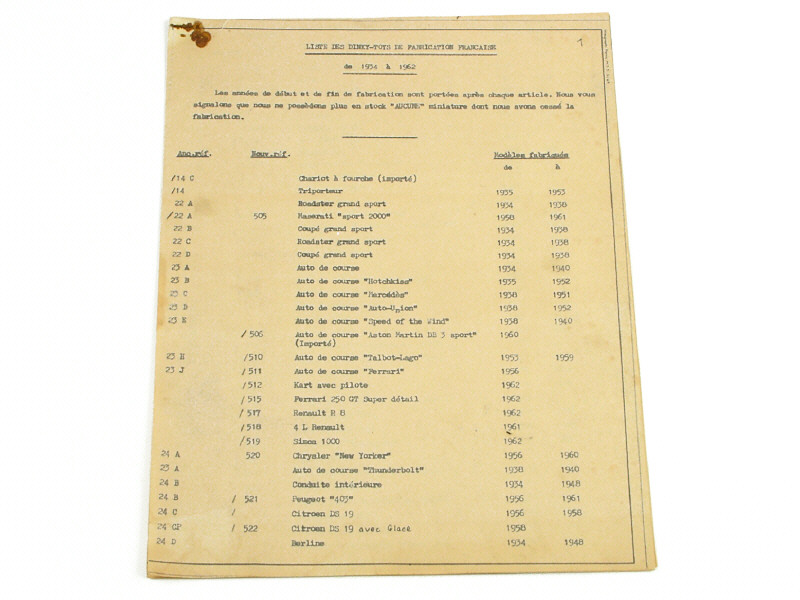 1
LISTE DES DINKY-TOYS DE FABRICATION FRANCAISE
de 1934 à 1962
Les années de début et de fin de fabrication sont portées après chaque article. Nous vous
signalons que nous ne possédons plus en stock "AUCUNE" miniature dont nous avons cessé la
fabrication.
Anc.réf. Nouv.réf. Modèles fabriqués
de à
/14 C Chariot à fourche (importé)
/14 Triporteur 1935 1953
22 A Roadster grand sport 1934 1938
/22 A 505 Maserati "sport 2000" 1958 1961
22 B Coupé grand sport 1934 1938
22 C Roadster grand sport 1934 1938
22 D Coupé grand sport 1934 1938
23 A Auto de course 1934 1940
23 B Auto de course "Hotchkiss" 1935 1952
23 C Auto de course "Mercédès" 1938 1951
23 D Auto de course "Auto-Union" 1938 1952
23 E Auto de course "Speed of the Wind" 1938 1940
/ 506 Auto de course "Aston Martin DB 3 sport" 1960
(Importé)
23 H /510 Auto de course "Talbot-Lago" 1953 1959
23 J /511 Auto de course "Ferrari" 1956
/512 Kart avec pilote 1962
/515 Ferrari 250 GT Super détail 1962
/517 Renault R 8 1962
/518 4 L Renault 1961
/519 Simca 1000 1962
24 A 520 Chrysler "New Yorker" 1956 1960
23 A Auto de course "Thunderbolt" 1938 1940
24 B Conduite intérieure 1934 1948
24 B / 521 Peugeot "403" 1956 1961
24 C / Citroen DS 19 1956 1958
24 CP / 522 Citroen DS 19 avec Glace 1958
24 D Berline 1934 1948